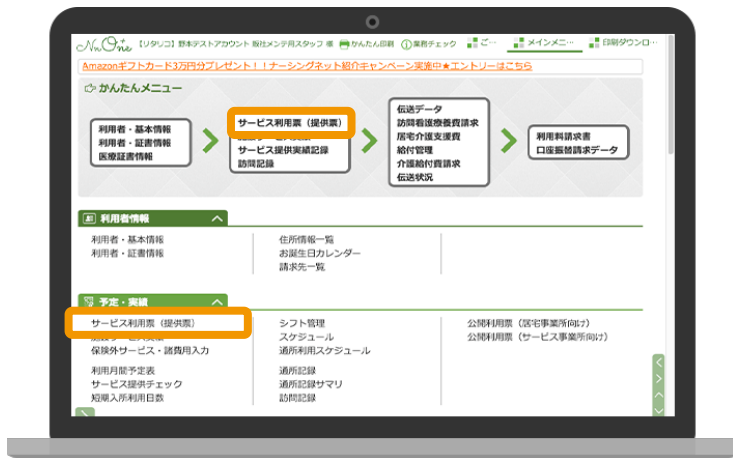 NnOne 【リタリコ】野本テストアカウント 販社メンテ用スタッフ 様 かんたん印刷 業務チェック ご… メインメニ… 印刷ダウンロ…
Amazonギフトカード3万円分プレゼント！！ナーシングネット紹介キャンペーン実施中★エントリーはこちら
かんたんメニュー
利用者・基本情報
利用者・証書情報
医療証書情報
サービス利用票（提供票）
サービス提供実績記録
訪問記録
伝送データ
訪問看護療養費請求
居宅介護支援費
給付管理
介護給付費請求
伝送状況
利用料請求書
口座振替請求データ
利用者情報
利用者・基本情報
利用者・証書情報
住所情報一覧
お誕生日カレンダー
請求先一覧
予定・実績
サービス利用票（提供票）
保険外サービス・諸費用入力
利用月間予定表
サービス提供チェック
短期入所利用日数
シフト管理
スケジュール
通所利用スケジュール
通所記録
通所記録サマリ
訪問記録
公開利用票（居宅事業所向け）
公開利用票（サービス事業所向け）